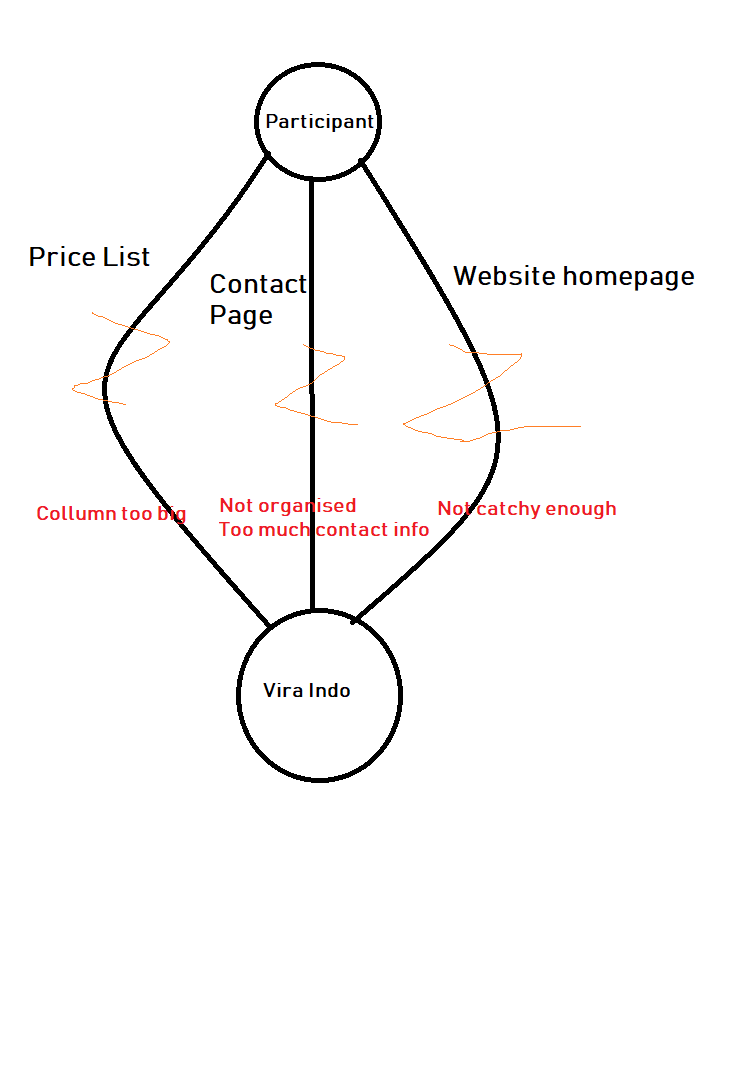 Participant
Price List
Contact
Page
Website homepage
Collumn too big
Not organised
Too much contact info
Not catchy enough
Vira Indo